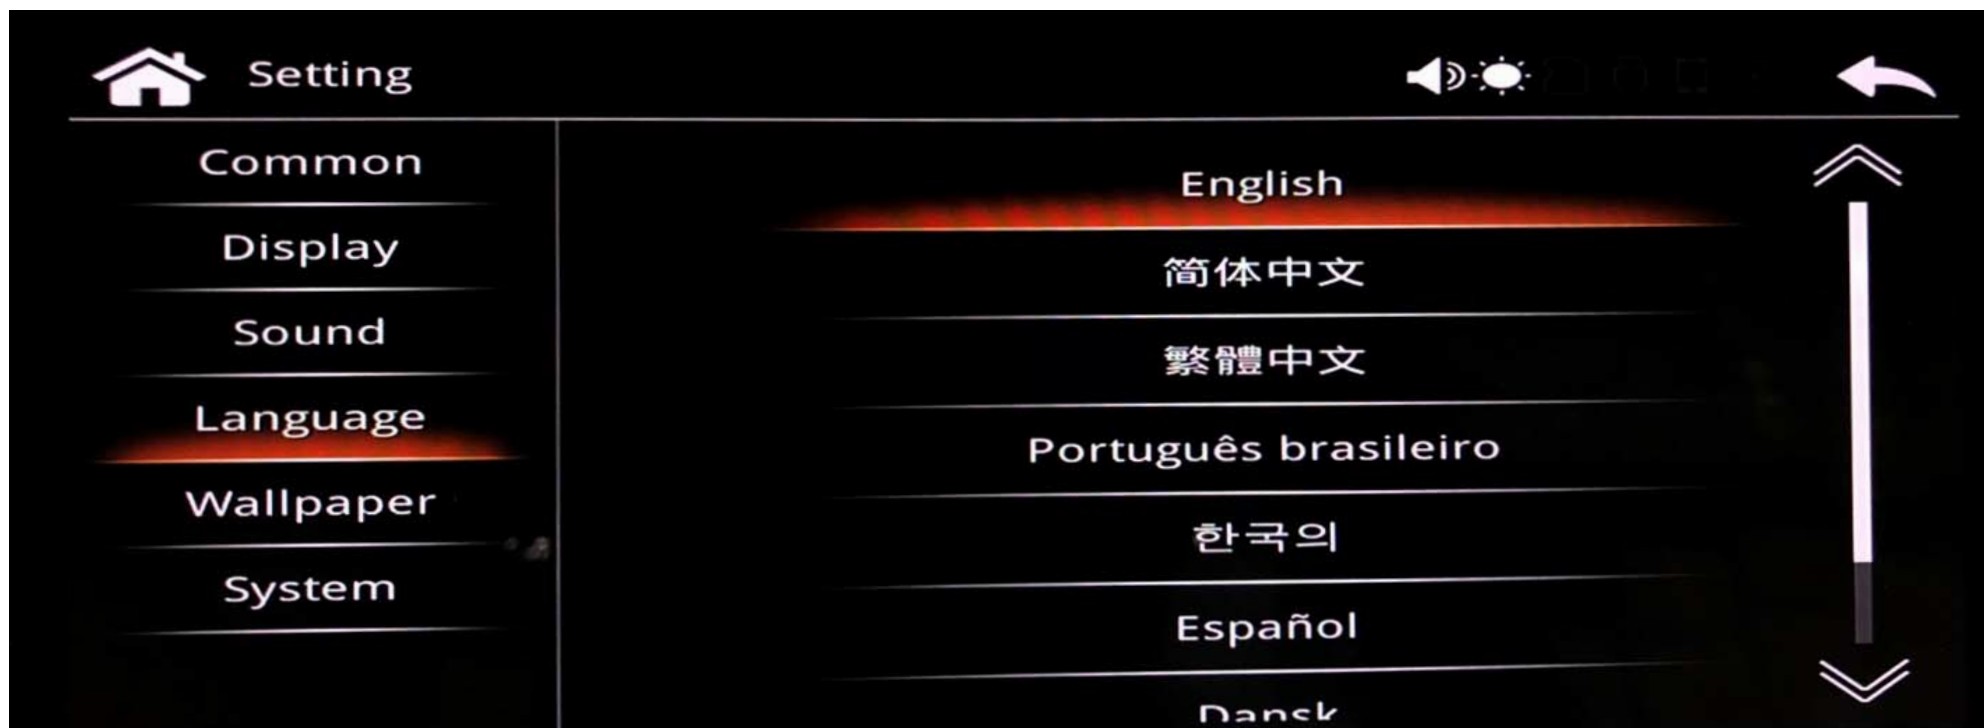 Setting
Common
Display
Sound
Language
Wallpaper
System
English
简体中文
繁體中文
Português brasileiro
한국의
Español
Dansk